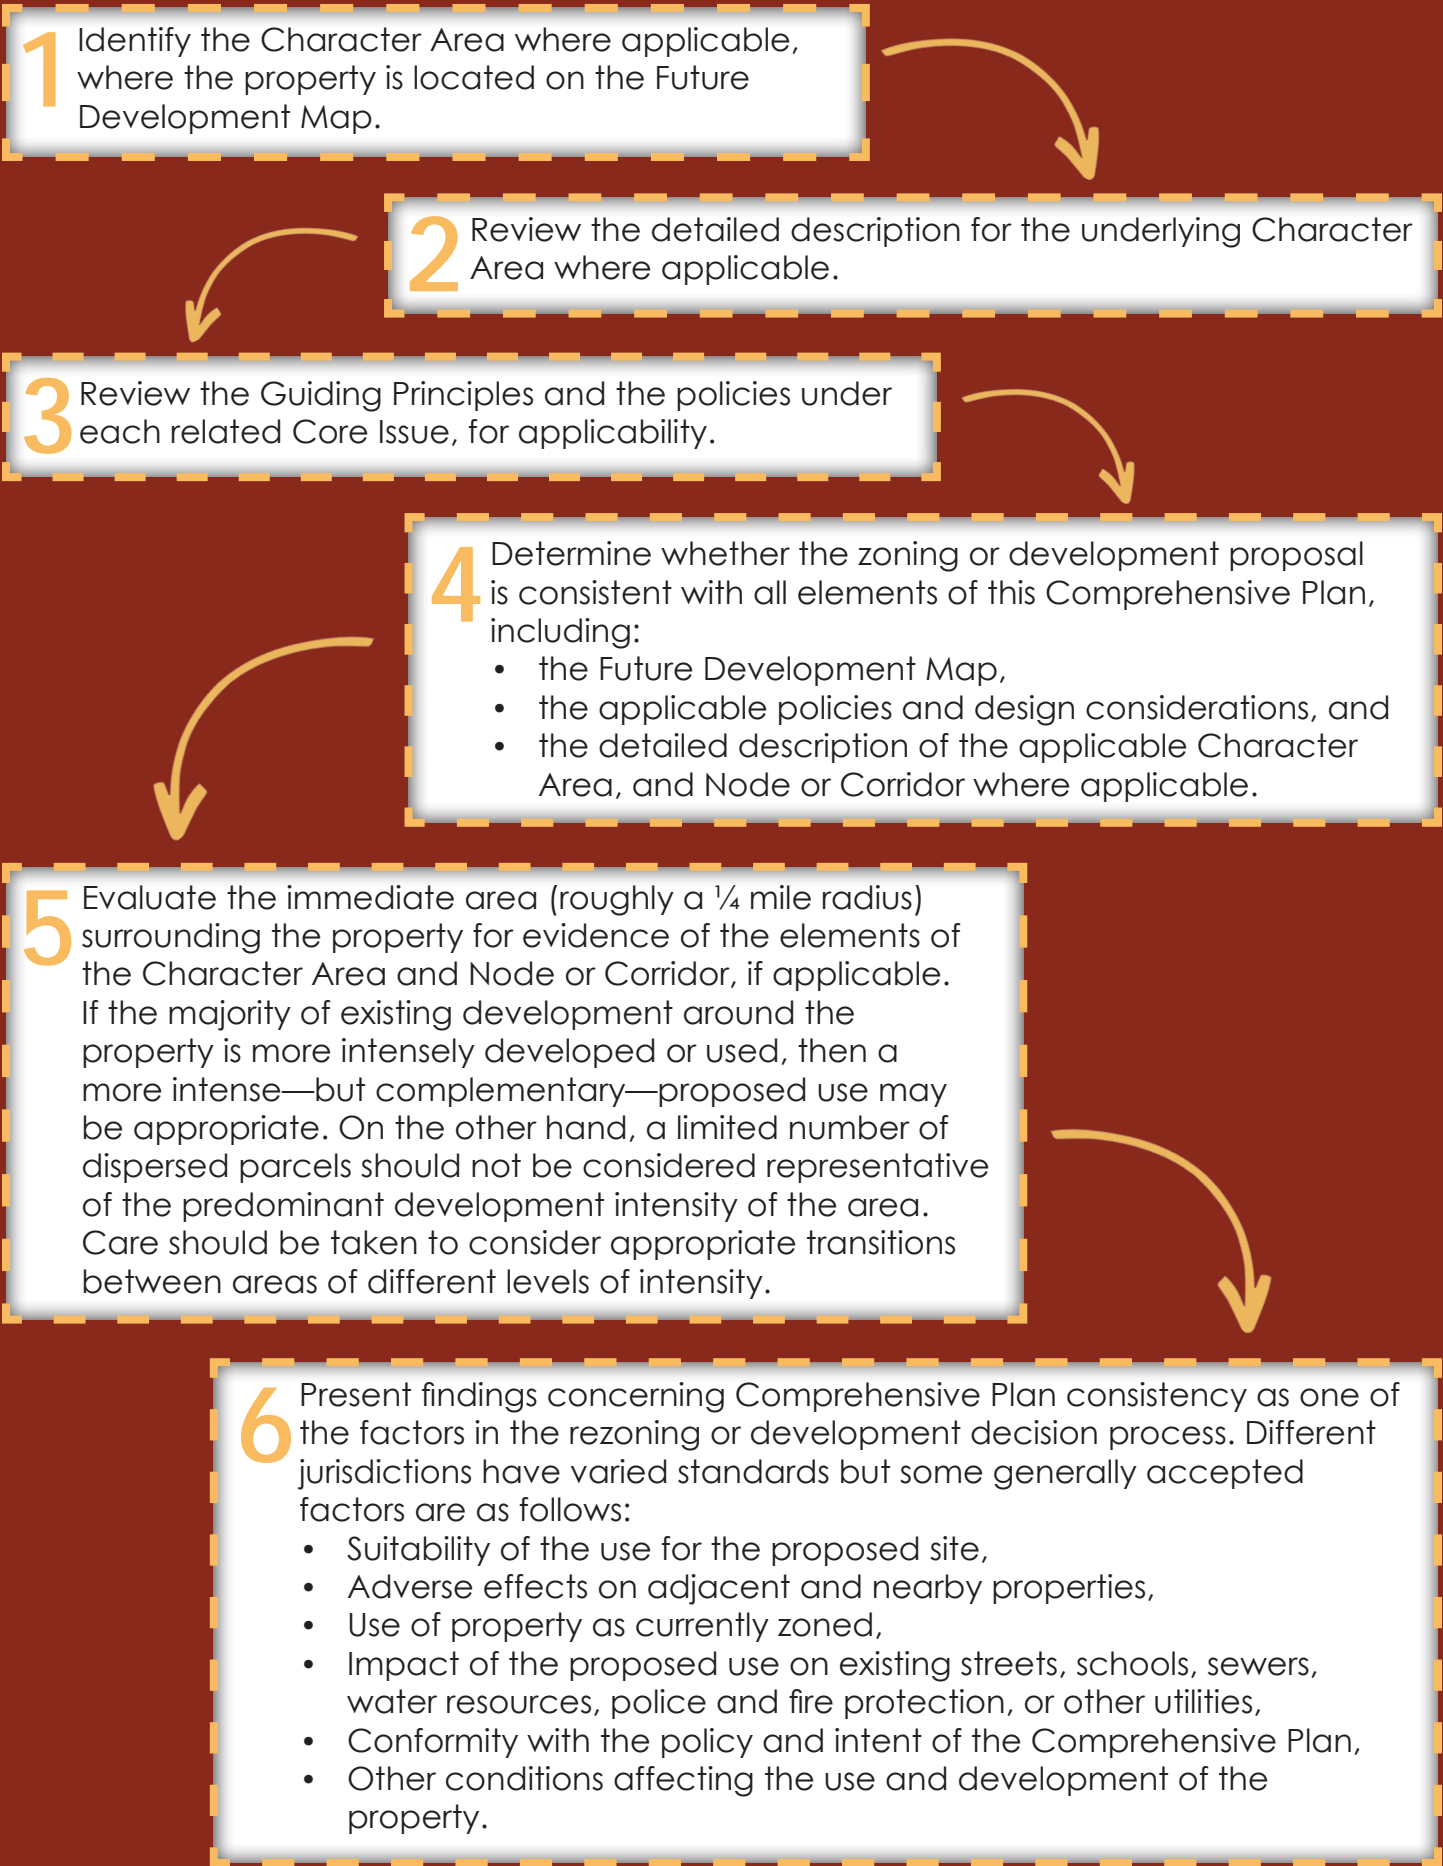 1 Identify the Character Area where applicable,
where the property is located on the Future
Development Map.
2 Review the detailed description for the underlying Character
Area where applicable.
3 Review the Guiding Principles and the policies under
each related Core Issue, for applicability.
4 Determine whether the zoning or development proposal
is consistent with all elements of this Comprehensive Plan,
including:
• the Future Development Map,
• the applicable policies and design considerations, and
• the detailed description of the applicable Character
Area, and Node or Corridor where applicable.
5 Evaluate the immediate area (roughly a ¼ mile radius)
surrounding the property for evidence of the elements of
the Character Area and Node or Corridor, if applicable.
If the majority of existing development around the
property is more intensely developed or used, then a
more intense—but complementary—proposed use may
be appropriate. On the other hand, a limited number of
dispersed parcels should not be considered representative
of the predominant development intensity of the area.
Care should be taken to consider appropriate transitions
between areas of different levels of intensity.
6 Present findings concerning Comprehensive Plan consistency as one of
the factors in the rezoning or development decision process. Different
jurisdictions have varied standards but some generally accepted
factors are as follows:
• Suitability of the use for the proposed site,
• Adverse effects on adjacent and nearby properties,
• Use of property as currently zoned,
• Impact of the proposed use on existing streets, schools, sewers,
water resources, police and fire protection, or other utilities,
• Conformity with the policy and intent of the Comprehensive Plan,
• Other conditions affecting the use and development of the
property.